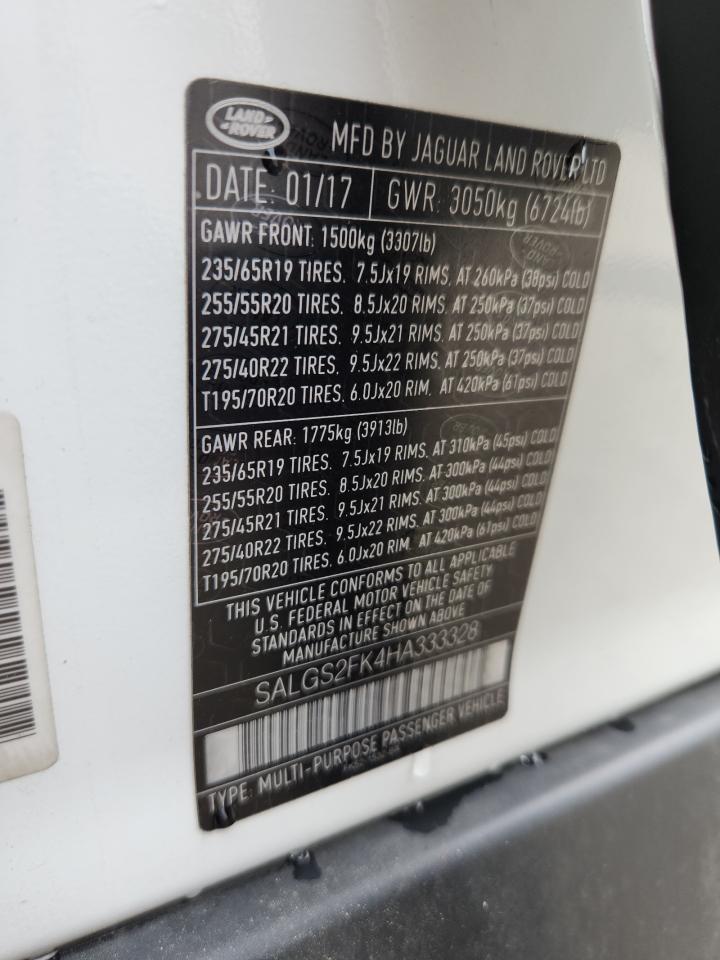 LAND ROVER
MFD BY JAGUAR LAND ROVER LTD
DATE: 01/17 GWR: 3050kg (6724lb)
GAWR FRONT: 1500kg (3307lb)
235/65R19 TIRES. 7.5Jx19 RIMS. AT 260kPa (38psi) COLD
255/55R20 TIRES. 8.5Jx20 RIMS. AT 250kPa (37psi) COLD
275/45R21 TIRES. 9.5Jx21 RIMS. AT 250kPa (37psi) COLD
275/40R22 TIRES. 9.5Jx22 RIMS. AT 250kPa (37psi) COLD
T195/70R20 TIRES. 6.0Jx20 RIM. AT 420kPa (61psi) COLD
GAWR REAR: 1775kg (3913lb)
235/65R19 TIRES. 7.5Jx19 RIMS. AT 310kPa (45psi) COLD
255/55R20 TIRES. 8.5Jx20 RIMS. AT 300kPa (44psi) COLD
275/45R21 TIRES. 9.5Jx21 RIMS. AT 300kPa (44psi) COLD
275/40R22 TIRES. 9.5Jx22 RIMS. AT 300kPa (44psi) COLD
T195/70R20 TIRES. 6.0Jx20 RIM. AT 420kPa (61psi) COLD
THIS VEHICLE CONFORMS TO ALL APPLICABLE
U.S. FEDERAL MOTOR VEHICLE SAFETY
STANDARDS IN EFFECT ON THE DATE OF
MANUFACTURE SHOWN ABOVE
SALGS2FK4HA333328
TYPE: MULTI-PURPOSE PASSENGER VEHICLE